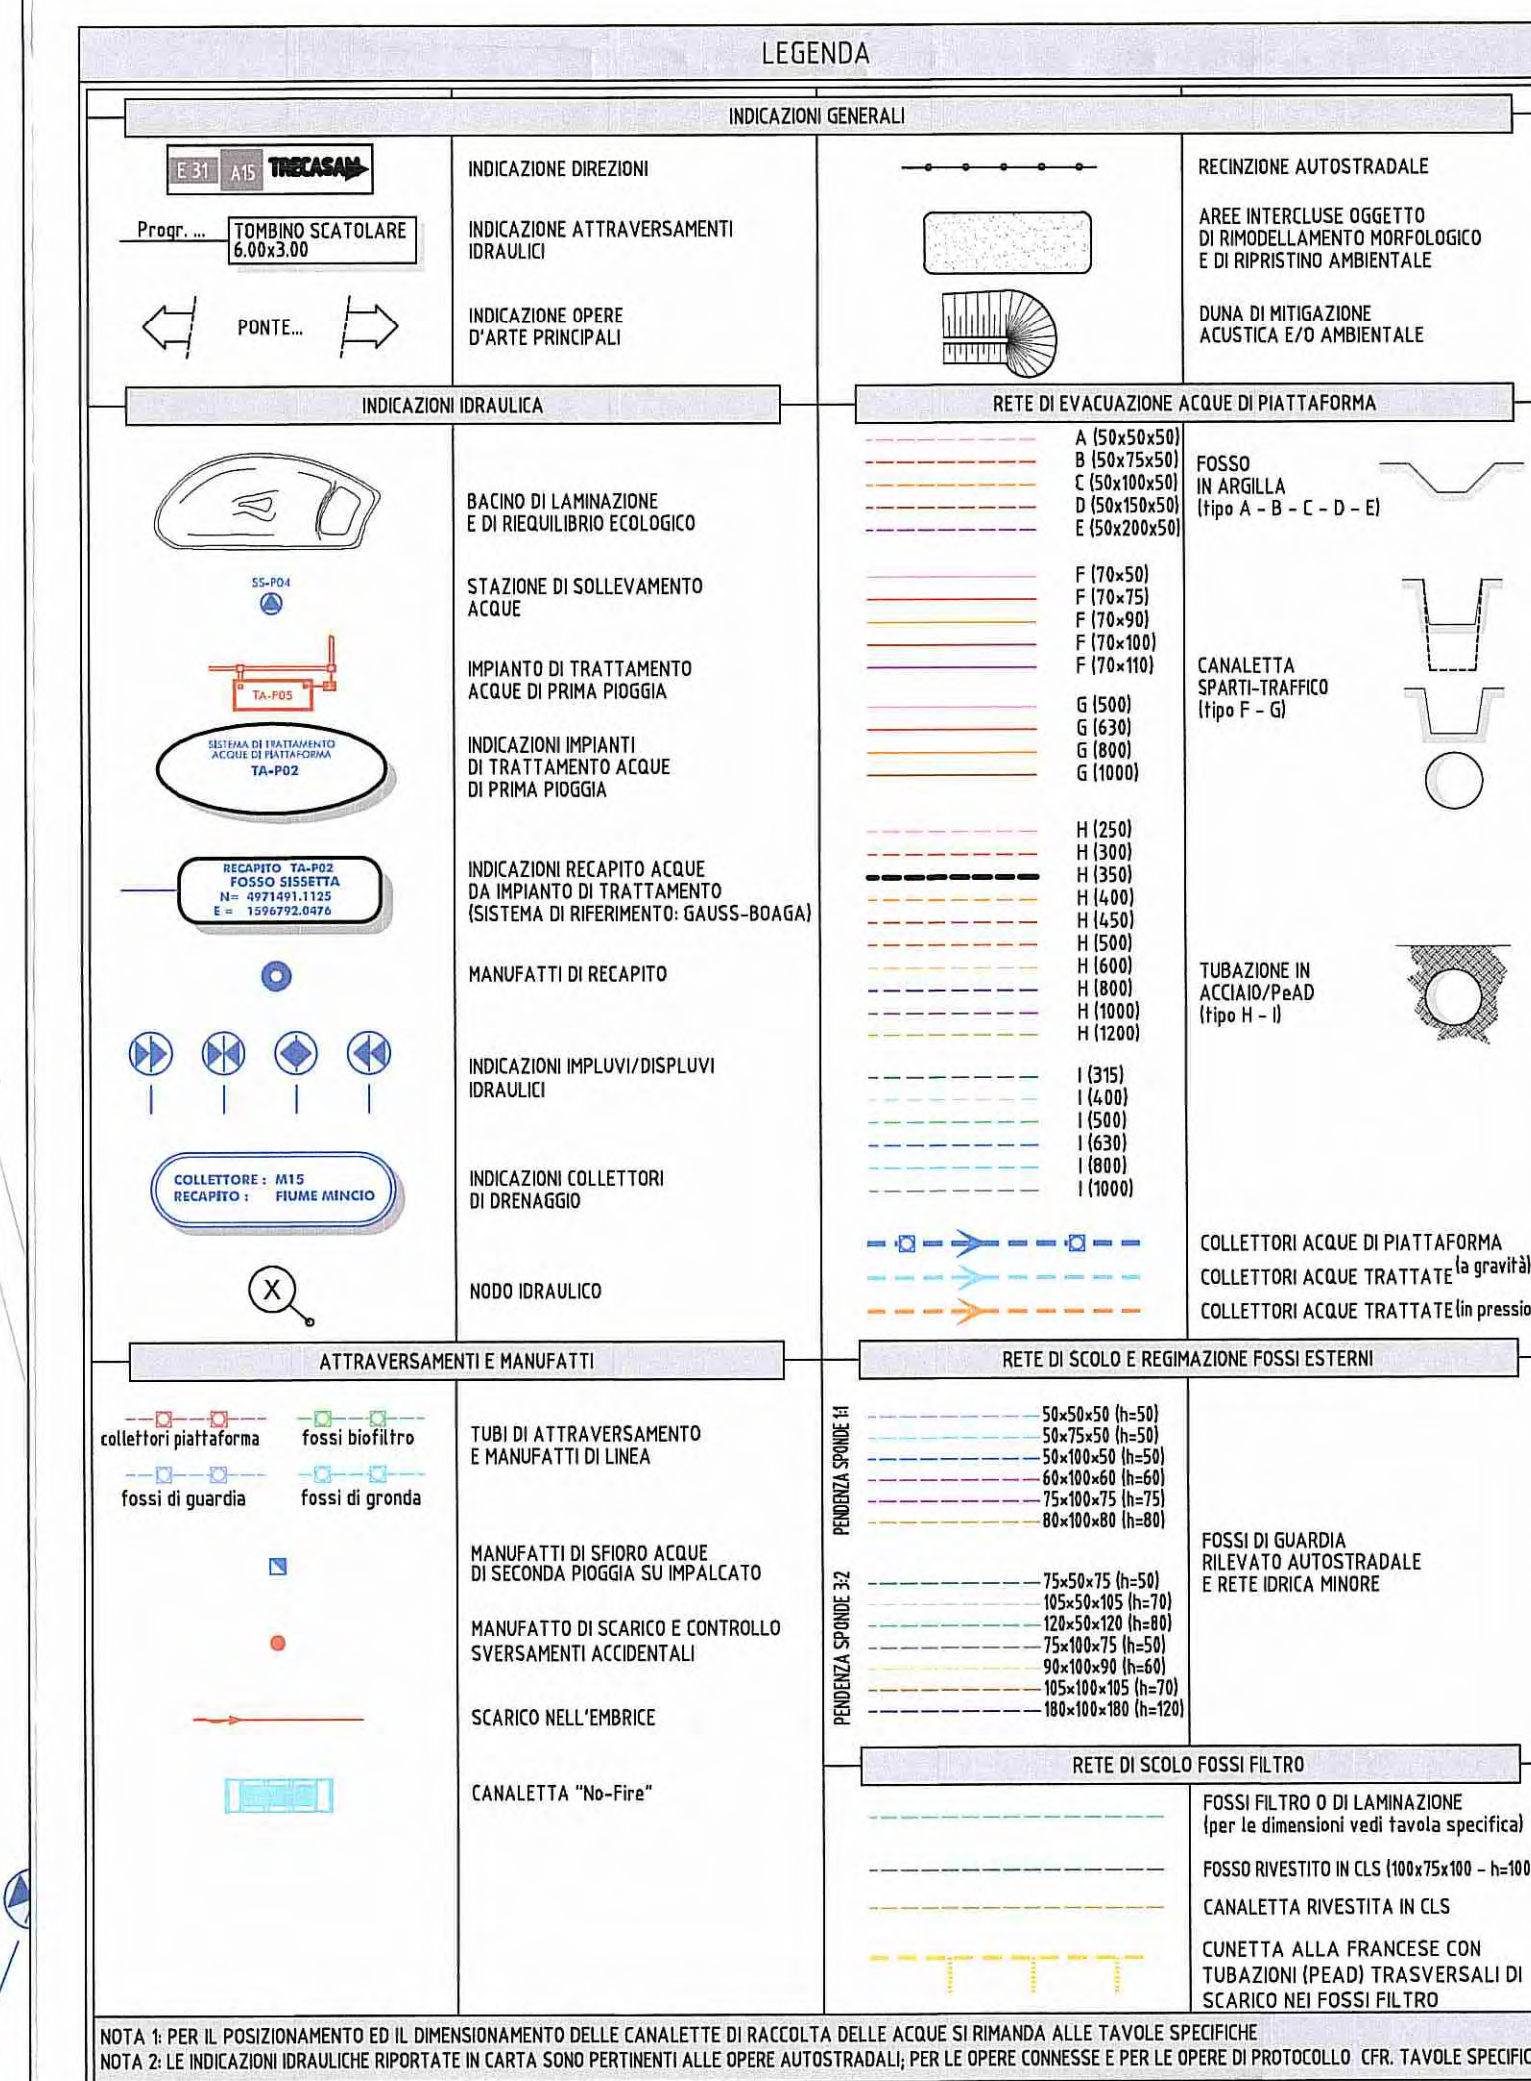 LEGENDA
INDICAZIONI GENERALI
E 31 A15 TRECASALI
INDICAZIONE DIREZIONI
Progr. ...
TOMBINO SCATOLARE
6.00x3.00
INDICAZIONE ATTRAVERSAMENTI
IDRAULICI
PONTE...
INDICAZIONE OPERE
D'ARTE PRINCIPALI
RECINZIONE AUTOSTRADALE
AREE INTERCLUSE OGGETTO
DI RIMODELLAMENTO MORFOLOGICO
E DI RIPRISTINO AMBIENTALE
DUNA DI MITIGAZIONE
ACUSTICA E/O AMBIENTALE
INDICAZIONI IDRAULICA
BACINO DI LAMINAZIONE
E DI RIEQUILIBRIO ECOLOGICO
SS-P04
STAZIONE DI SOLLEVAMENTO
ACQUE
TA-P05
IMPIANTO DI TRATTAMENTO
ACQUE DI PRIMA PIOGGIA
SISTEMA DI TRATTAMENTO
ACQUE DI PIATTAFORMA
TA-P02
INDICAZIONI IMPIANTI
DI TRATTAMENTO ACQUE
DI PRIMA PIOGGIA
RECAPITO TA-P02
FOSSO SISSETTA
N= 4971491.1125
E = 1596792.0476
INDICAZIONI RECAPITO ACQUE
DA IMPIANTO DI TRATTAMENTO
(SISTEMA DI RIFERIMENTO: GAUSS-BOAGA)
MANUFATTI DI RECAPITO
INDICAZIONI IMPLUVI/DISPLUVI
IDRAULICI
COLLETTORE : M15
RECAPITO : FIUME MINCIO
INDICAZIONI COLLETTORI
DI DRENAGGIO
X
NODO IDRAULICO
RETE DI EVACUAZIONE ACQUE DI PIATTAFORMA
A (50x50x50)
B (50x75x50)
C (50x100x50)
D (50x150x50)
E (50x200x50)
FOSSO
IN ARGILLA
(tipo A - B - C - D - E)
F (70x50)
F (70x75)
F (70x90)
F (70x100)
F (70x110)
G (500)
G (630)
G (800)
G (1000)
CANALETTA
SPARTI-TRAFFICO
(tipo F - G)
H (250)
H (300)
H (350)
H (400)
H (450)
H (500)
H (600)
H (800)
H (1000)
H (1200)
I (315)
I (400)
I (500)
I (630)
I (800)
I (1000)
TUBAZIONE IN
ACCIAIO/PeAD
(tipo H - I)
COLLETTORI ACQUE DI PIATTAFORMA
COLLETTORI ACQUE TRATTATE (a gravità)
COLLETTORI ACQUE TRATTATE (in pressio
ATTRAVERSAMENTI E MANUFATTI
collettori piattaforma
fossi biofiltro
fossi di guardia
fossi di gronda
TUBI DI ATTRAVERSAMENTO
E MANUFATTI DI LINEA
MANUFATTI DI SFIORO ACQUE
DI SECONDA PIOGGIA SU IMPALCATO
MANUFATTO DI SCARICO E CONTROLLO
SVERSAMENTI ACCIDENTALI
SCARICO NELL'EMBRICE
CANALETTA "No-Fire"
RETE DI SCOLO E REGIMAZIONE FOSSI ESTERNI
PENDENZA SPONDE 1:1
50x50x50 (h=50)
50x75x50 (h=50)
50x100x50 (h=50)
60x100x60 (h=60)
75x100x75 (h=75)
80x100x80 (h=80)
PENDENZA SPONDE 3:2
75x50x75 (h=50)
105x50x105 (h=70)
120x50x120 (h=80)
75x100x75 (h=50)
90x100x90 (h=60)
105x100x105 (h=70)
180x100x180 (h=120)
FOSSI DI GUARDIA
RILEVATO AUTOSTRADALE
E RETE IDRICA MINORE
RETE DI SCOLO FOSSI FILTRO
FOSSI FILTRO O DI LAMINAZIONE
(per le dimensioni vedi tavola specifica)
FOSSO RIVESTITO IN CLS (100x75x100 - h=100
CANALETTA RIVESTITA IN CLS
CUNETTA ALLA FRANCESE CON
TUBAZIONI (PEAD) TRASVERSALI DI
SCARICO NEI FOSSI FILTRO
NOTA 1: PER IL POSIZIONAMENTO ED IL DIMENSIONAMENTO DELLE CANALETTE DI RACCOLTA DELLE ACQUE SI RIMANDA ALLE TAVOLE SPECIFICHE
NOTA 2: LE INDICAZIONI IDRAULICHE RIPORTATE IN CARTA SONO PERTINENTI ALLE OPERE AUTOSTRADALI; PER LE OPERE CONNESSE E PER LE OPERE DI PROTOCOLLO CFR. TAVOLE SPECIFIC